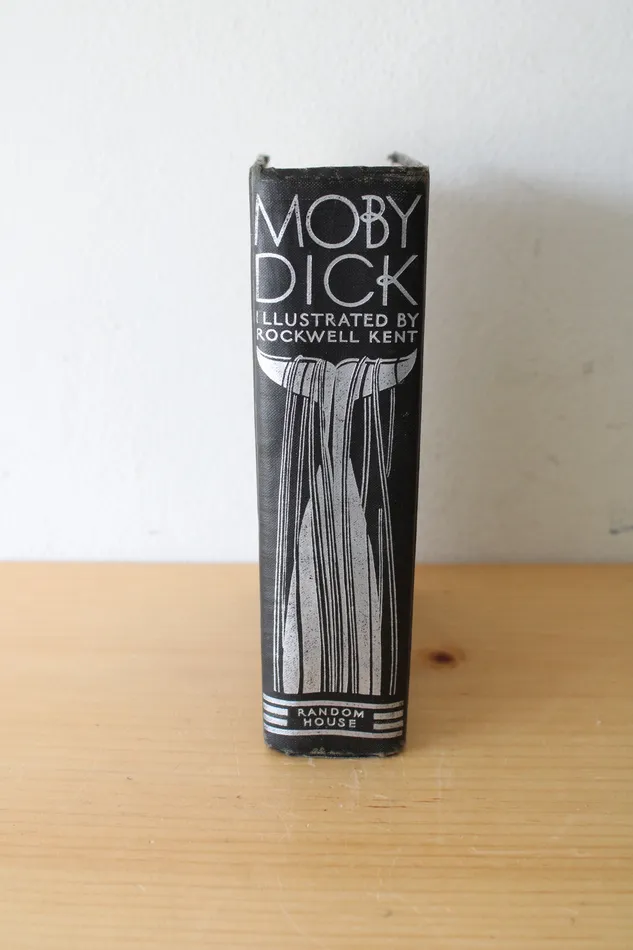 MOBY
DICK
ILLUSTRATED BY
ROCKWELL KENT
RANDOM
HOUSE